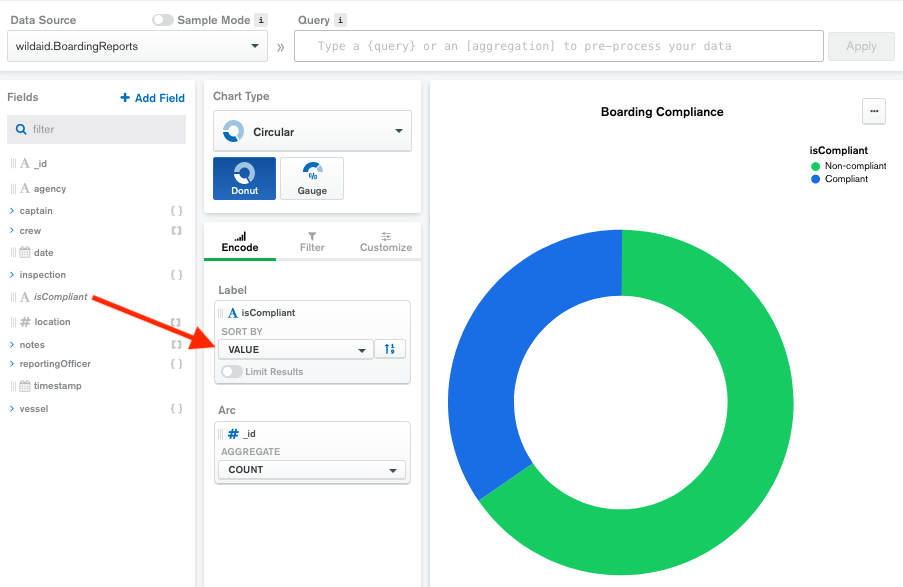 Data Source
Sample Mode i
Query i
wildaid.BoardingReports
»
Type a {query} or an [aggregation] to pre-process your data
Apply
Fields
+ Add Field
filter
A _id
A agency
captain { }
crew [ ]
date
inspection { }
A isCompliant
# location [ ]
notes [ ]
reportingOfficer { }
timestamp
vessel { }
Chart Type
Circular
Donut
Gauge
Encode
Filter
Customize
Label
A isCompliant
SORT BY
VALUE
Limit Results
Arc
# _id
AGGREGATE
COUNT
Boarding Compliance
...
isCompliant
Non-compliant
Compliant